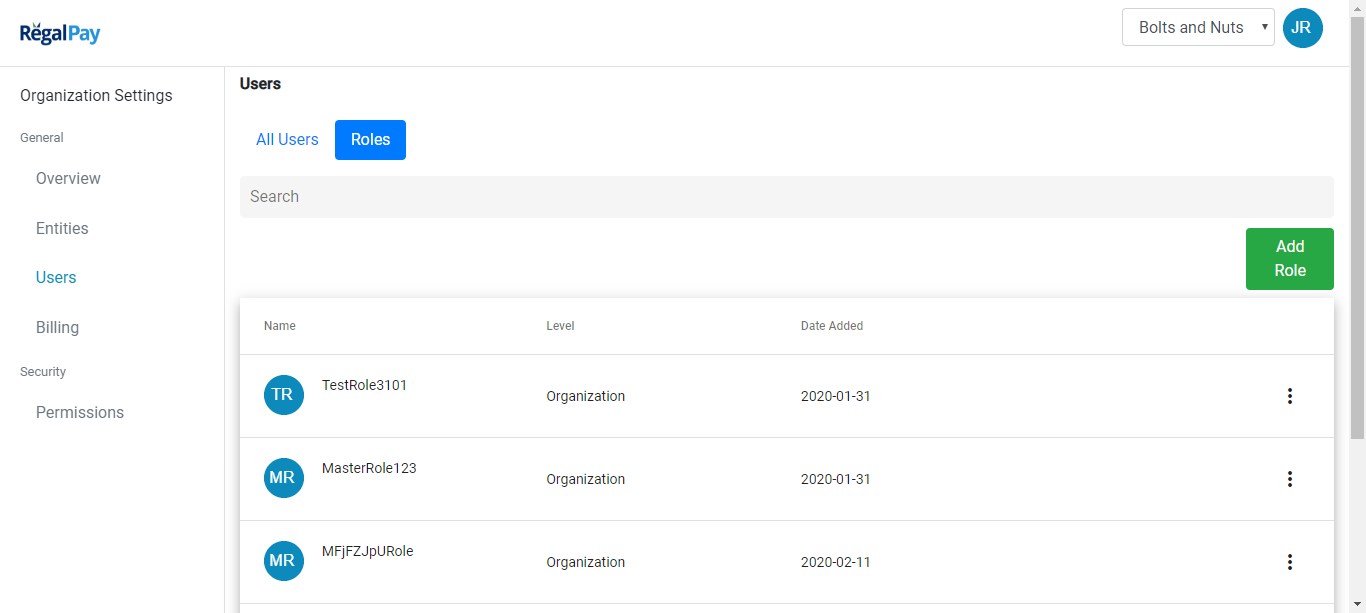 RegalPay
Bolts and Nuts
JR
Organization Settings
General
Overview
Entities
Users
Billing
Security
Permissions
Users
All Users
Roles
Search
Add
Role
Name Level Date Added
TR TestRole3101 Organization 2020-01-31
MR MasterRole123 Organization 2020-01-31
MR MFjFZJpURole Organization 2020-02-11